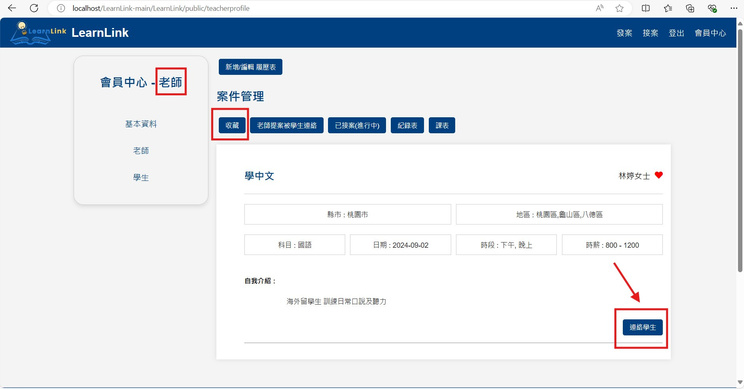 localhost/LearnLink-main/LearnLink/public/teacherprofile
LearnLink LearnLink 發案 接案 登出 會員中心
會員中心 - 老師
基本資料
老師
學生
新增/編輯 履歷表
案件管理
收藏 老師提案被學生連絡 已接案(進行中) 紀錄表 課表
學中文 林婷女士
縣市 : 桃園市 地區 : 桃園區,龜山區,八德區
科目 : 國語 日期 : 2024-09-02 時段 : 下午, 晚上 時薪 : 800 - 1200
自我介紹 :
海外留學生 訓練日常口說及聽力
連絡學生